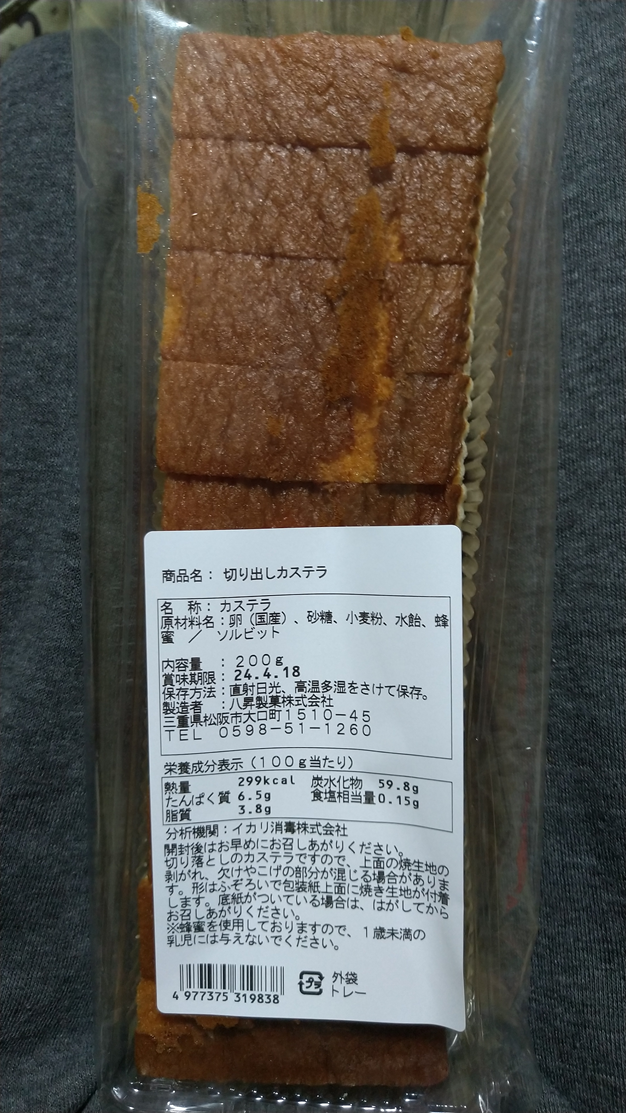 商品名： 切り出しカステラ
名　称：カステラ
原材料名：卵（国産）、砂糖、小麦粉、水飴、蜂
蜜　／　ソルビット
内容量　：２００ｇ
賞味期限：24.4.18
保存方法：直射日光、高温多湿をさけて保存。
製造者　：八昇製菓株式会社
三重県松阪市大口町１５１０－４５
ＴＥＬ　０５９８－５１－１２６０
栄養成分表示（１００ｇ当たり）
熱量　299kcal　炭水化物　59.8g
たんぱく質 6.5g　食塩相当量0.15g
脂質　3.8g
分析機関：イカリ消毒株式会社
開封後はお早めにお召しあがりください。
切り落としのカステラですので、上面の焼生地の
剥がれ、欠けやこげの部分が混じる場合がありま
す。形はふぞろいで包装紙上面に焼き生地が付着
します。底紙がついている場合は、はがしてから
お召しあがりください。
※蜂蜜を使用しておりますので、１歳未満の
乳児には与えないでください。
4 977375 319838
プラ 外袋
トレー